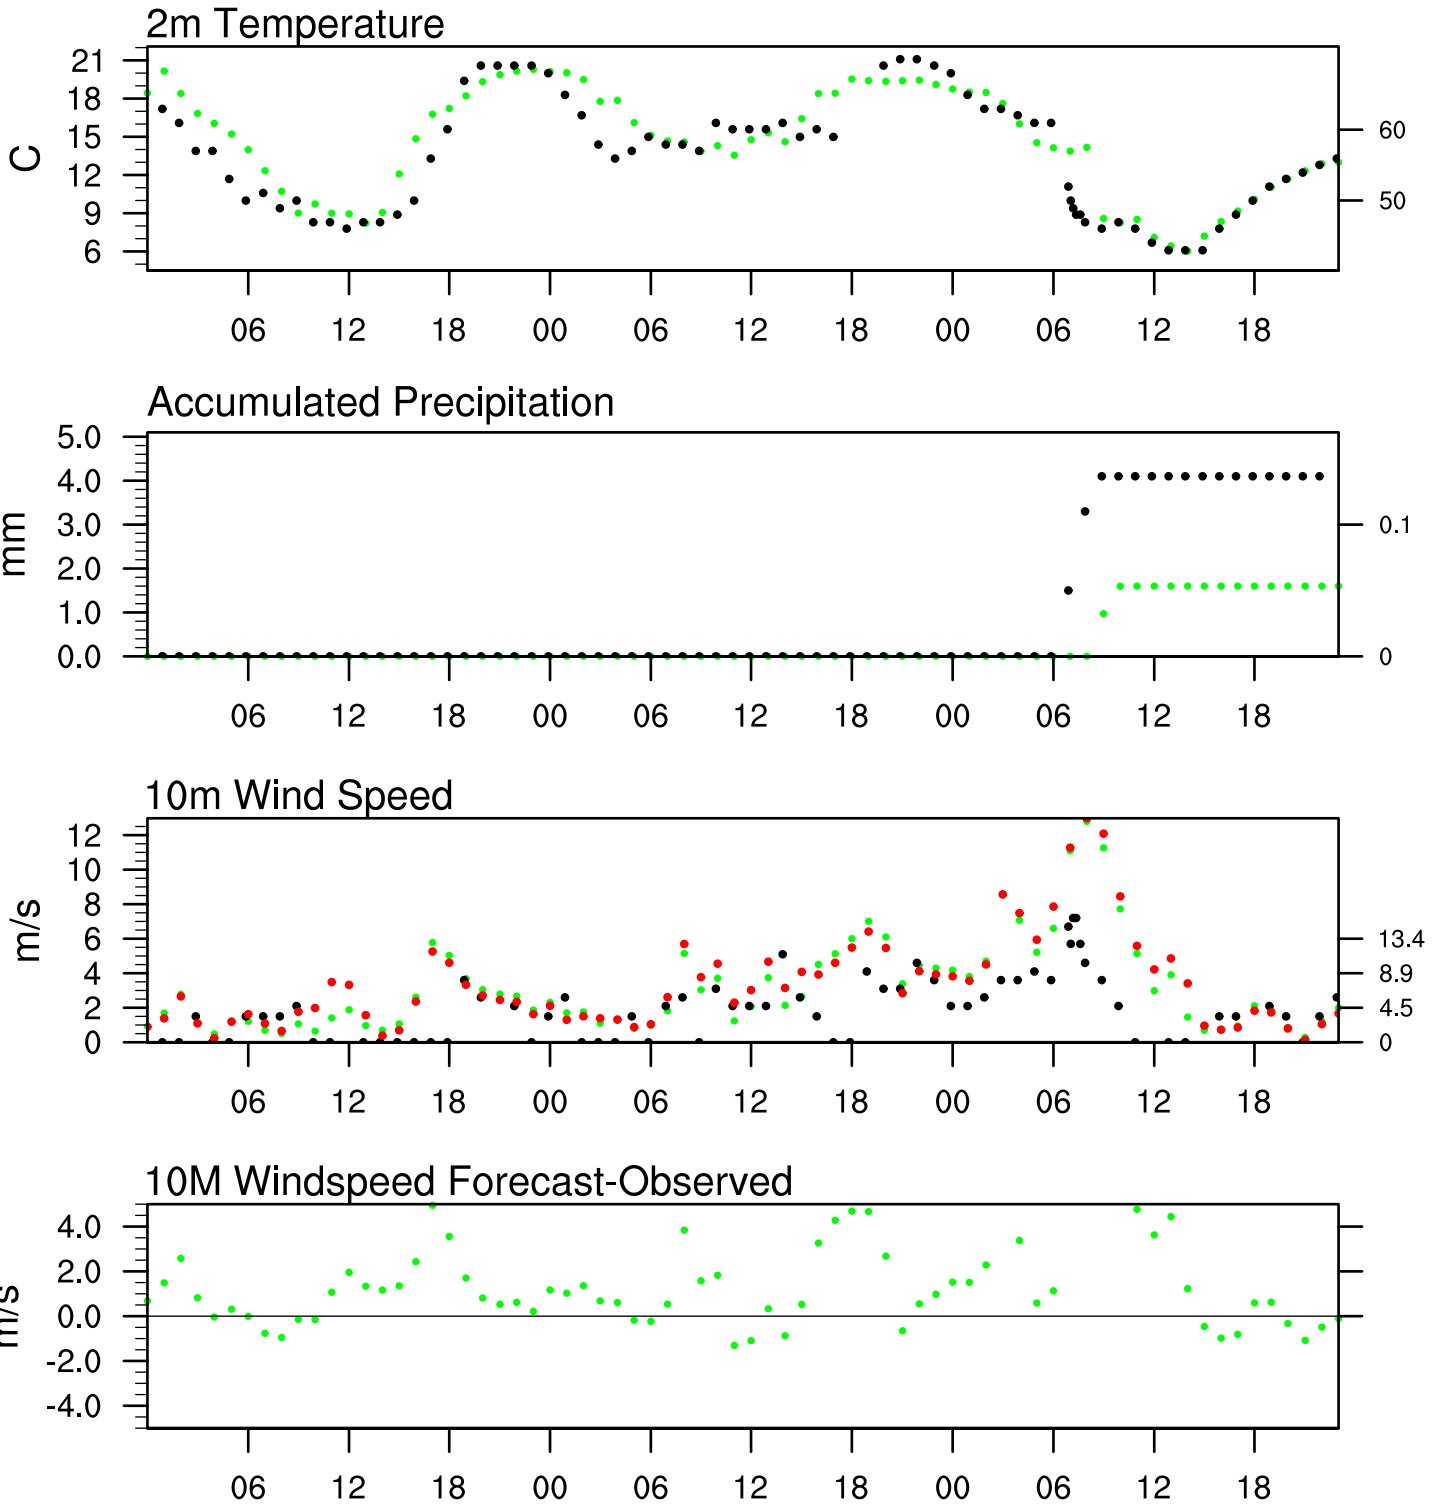 2m Temperature
21
18
15
12
9
6
C
60
50
06 12 18 00 06 12 18 00 06 12 18
Accumulated Precipitation
5.0
4.0
3.0
2.0
1.0
0.0
mm
0.1
0
06 12 18 00 06 12 18 00 06 12 18
10m Wind Speed
12
10
8
6
4
2
0
m/s
13.4
8.9
4.5
0
06 12 18 00 06 12 18 00 06 12 18
10M Windspeed Forecast-Observed
4.0
2.0
0.0
-2.0
-4.0
m/s
06 12 18 00 06 12 18 00 06 12 18